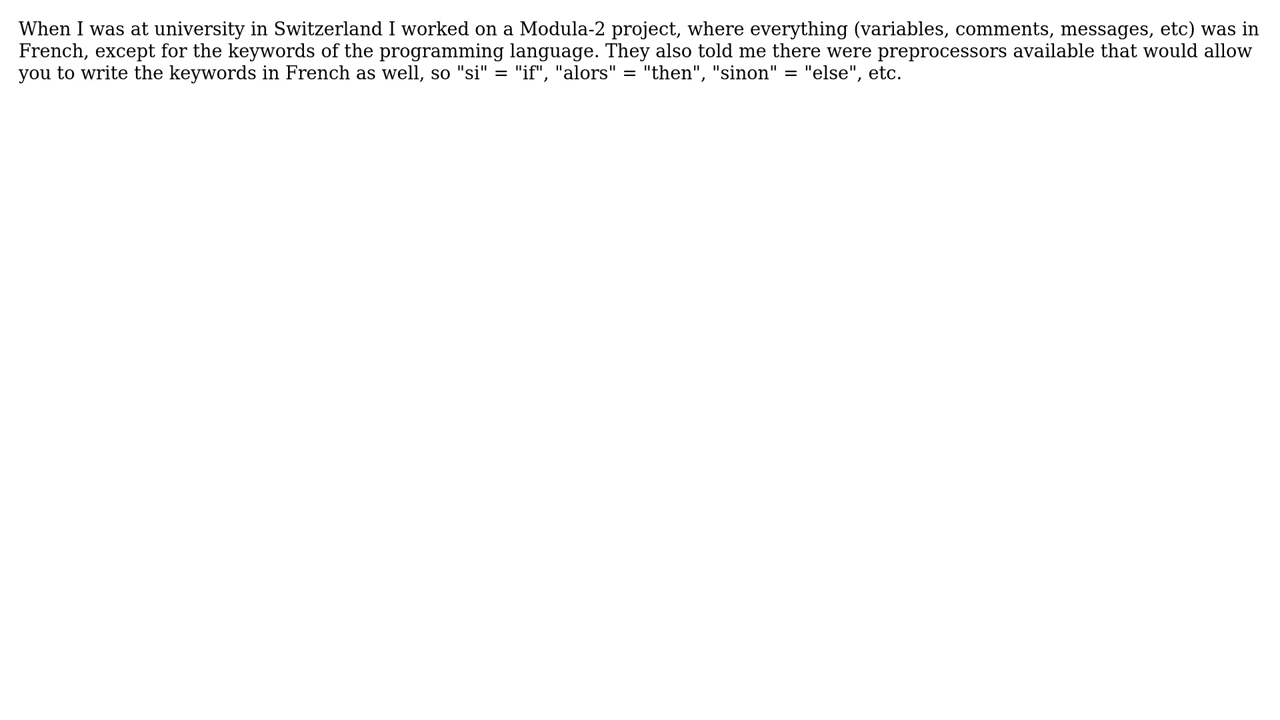 When I was at university in Switzerland I worked on a Modula-2 project, where everything (variables, comments, messages, etc) was in
French, except for the keywords of the programming language. They also told me there were preprocessors available that would allow
you to write the keywords in French as well, so "si" = "if", "alors" = "then", "sinon" = "else", etc.